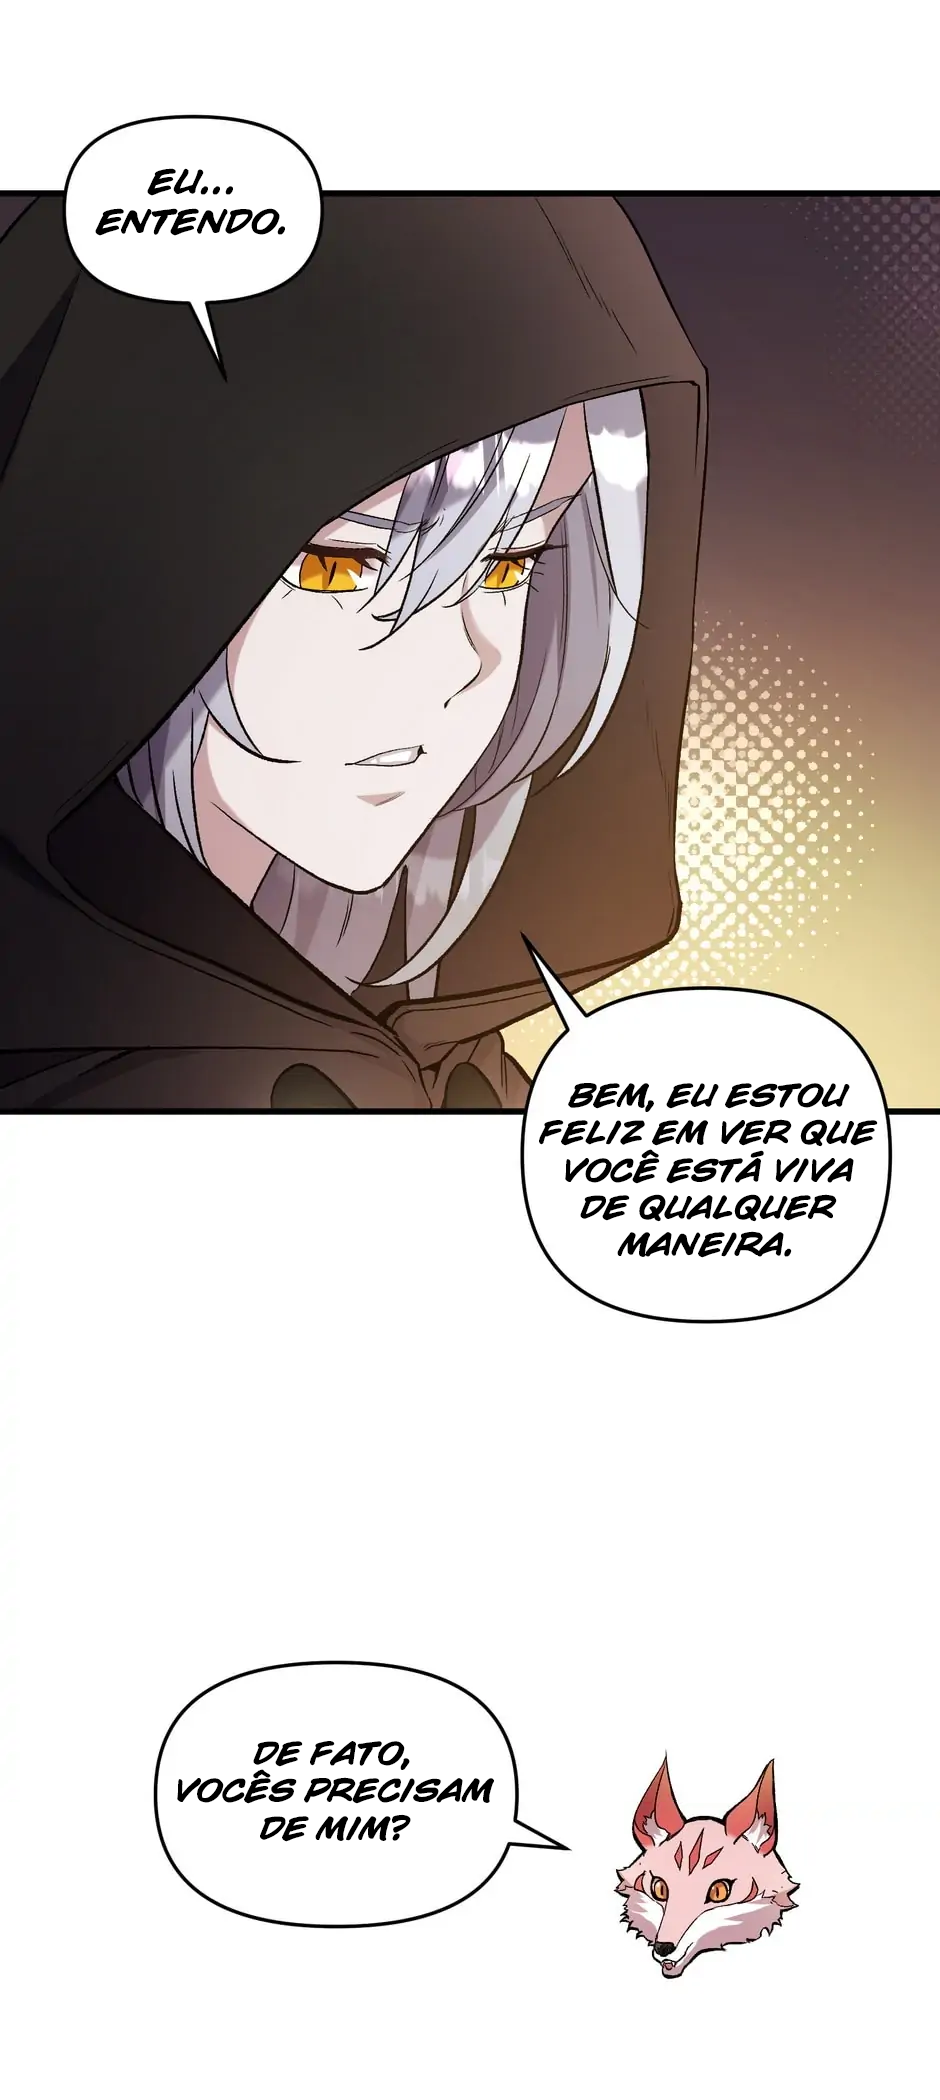 EU...
ENTENDO.
BEM, EU ESTOU
FELIZ EM VER QUE
VOCÊ ESTÁ VIVA
DE QUALQUER
MANEIRA.
DE FATO,
VOCÊS PRECISAM
DE MIM?